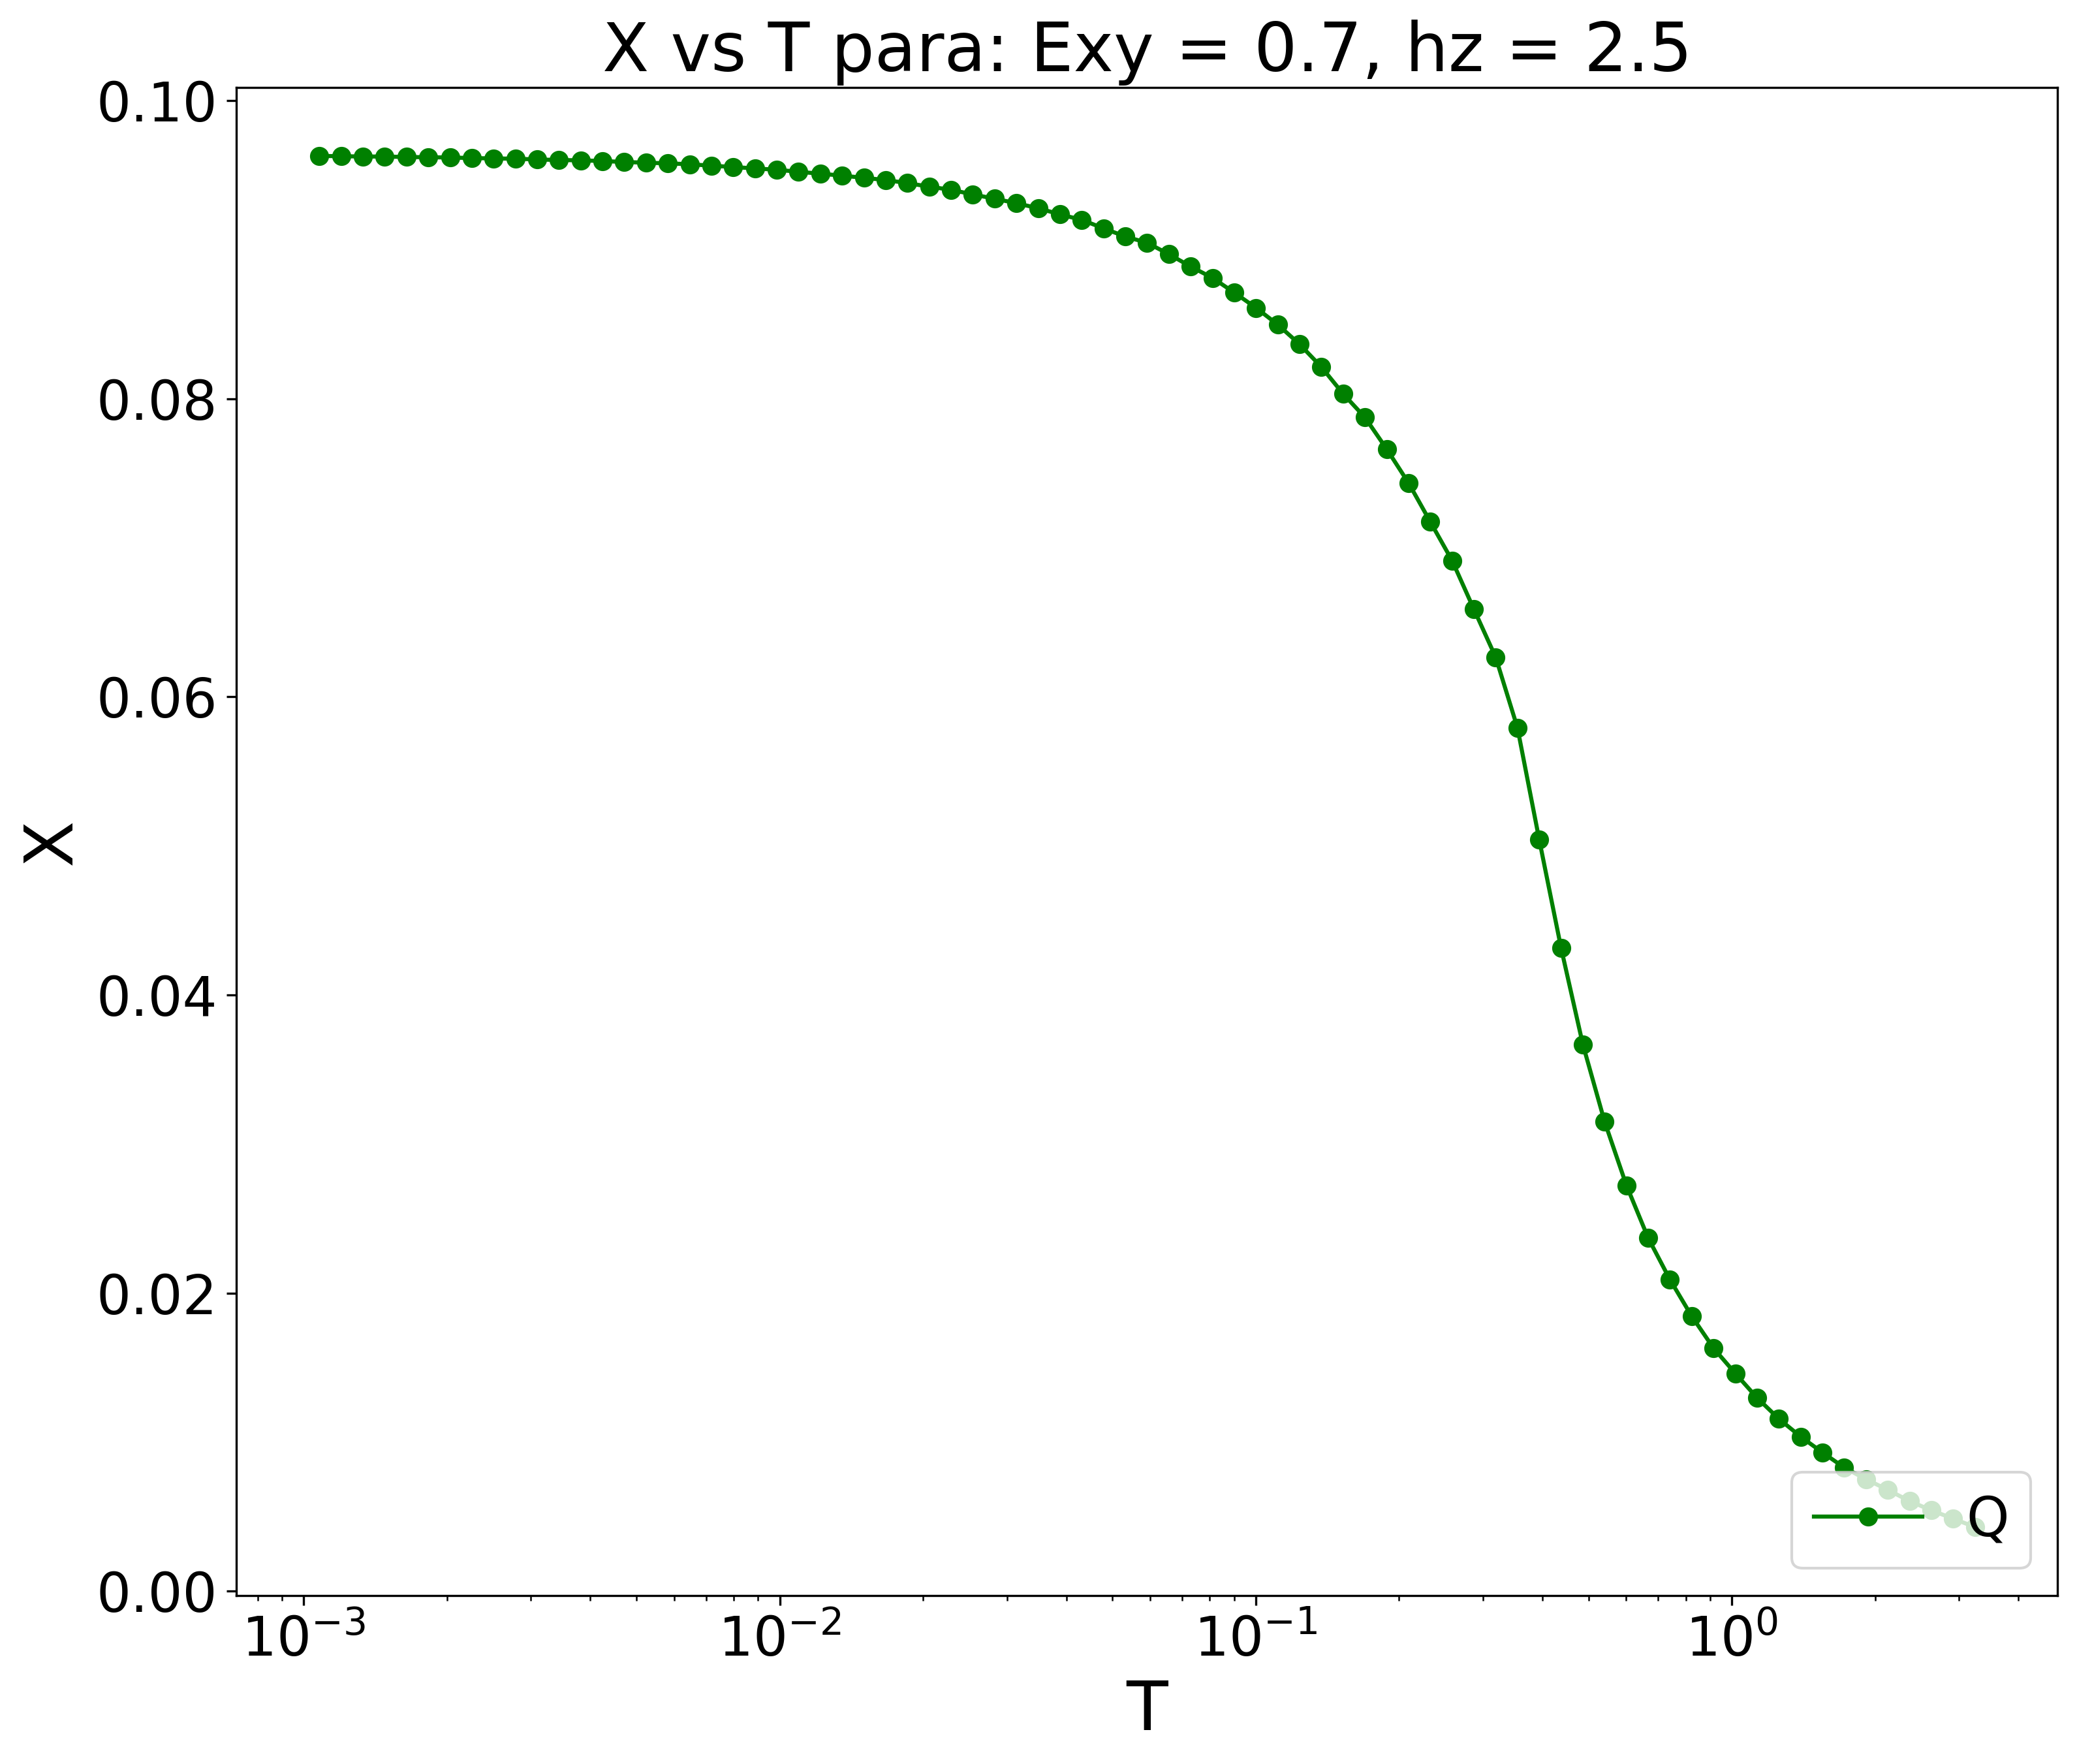 X vs T para: Exy = 0.7, hz = 2.5
0.10
0.08
0.06
0.04
0.02
0.00
X
10⁻³ 10⁻² 10⁻¹ 10⁰
T
Q